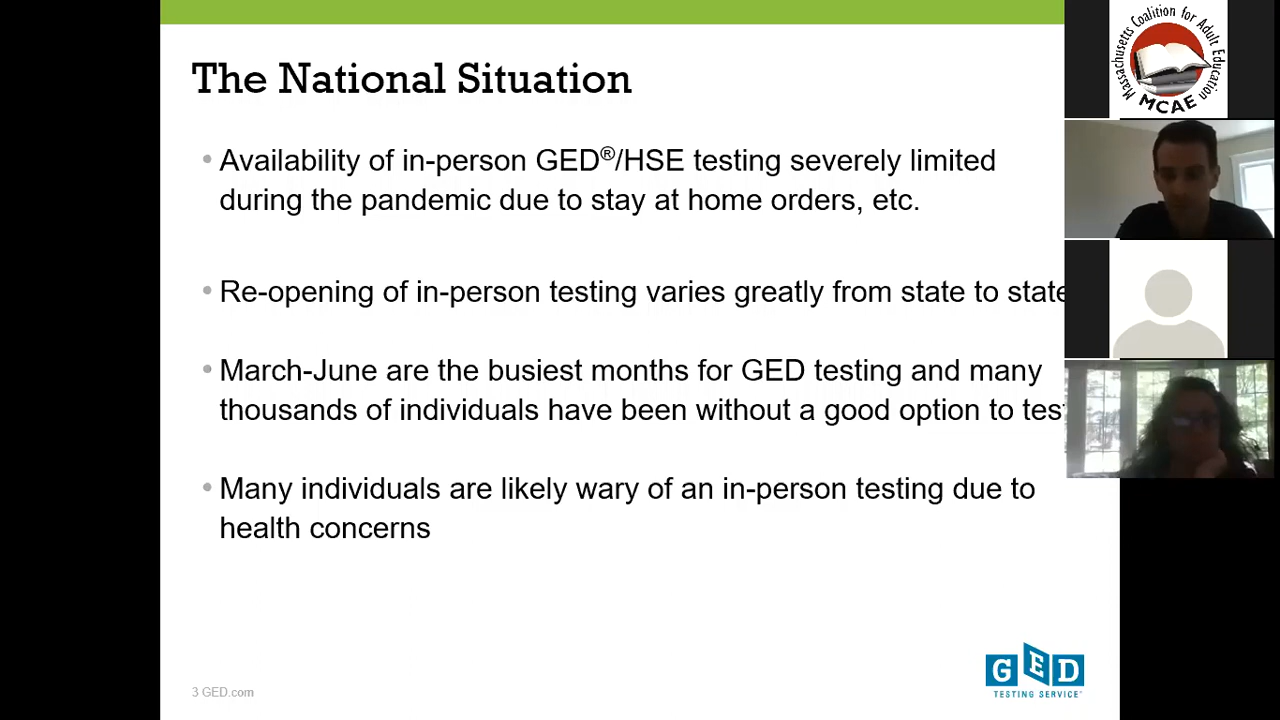 The National Situation
Availability of in-person GED®/HSE testing severely limited
during the pandemic due to stay at home orders, etc.
Re-opening of in-person testing varies greatly from state to state
March-June are the busiest months for GED testing and many
thousands of individuals have been without a good option to test
Many individuals are likely wary of an in-person testing due to
health concerns
3 GED.com
GED
TESTING SERVICE®
Massachusetts Coalition for Adult Education
MCAE